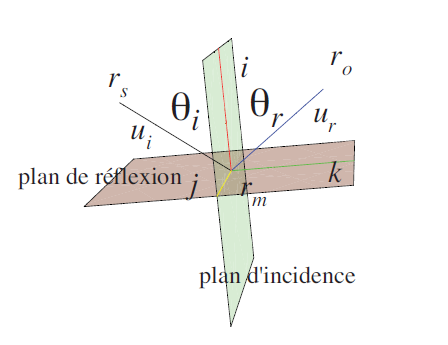 r_o
r_s
i
θ_i
θ_r
u_i
u_r
plan de réflexion
j
r_m
k
plan d'incidence